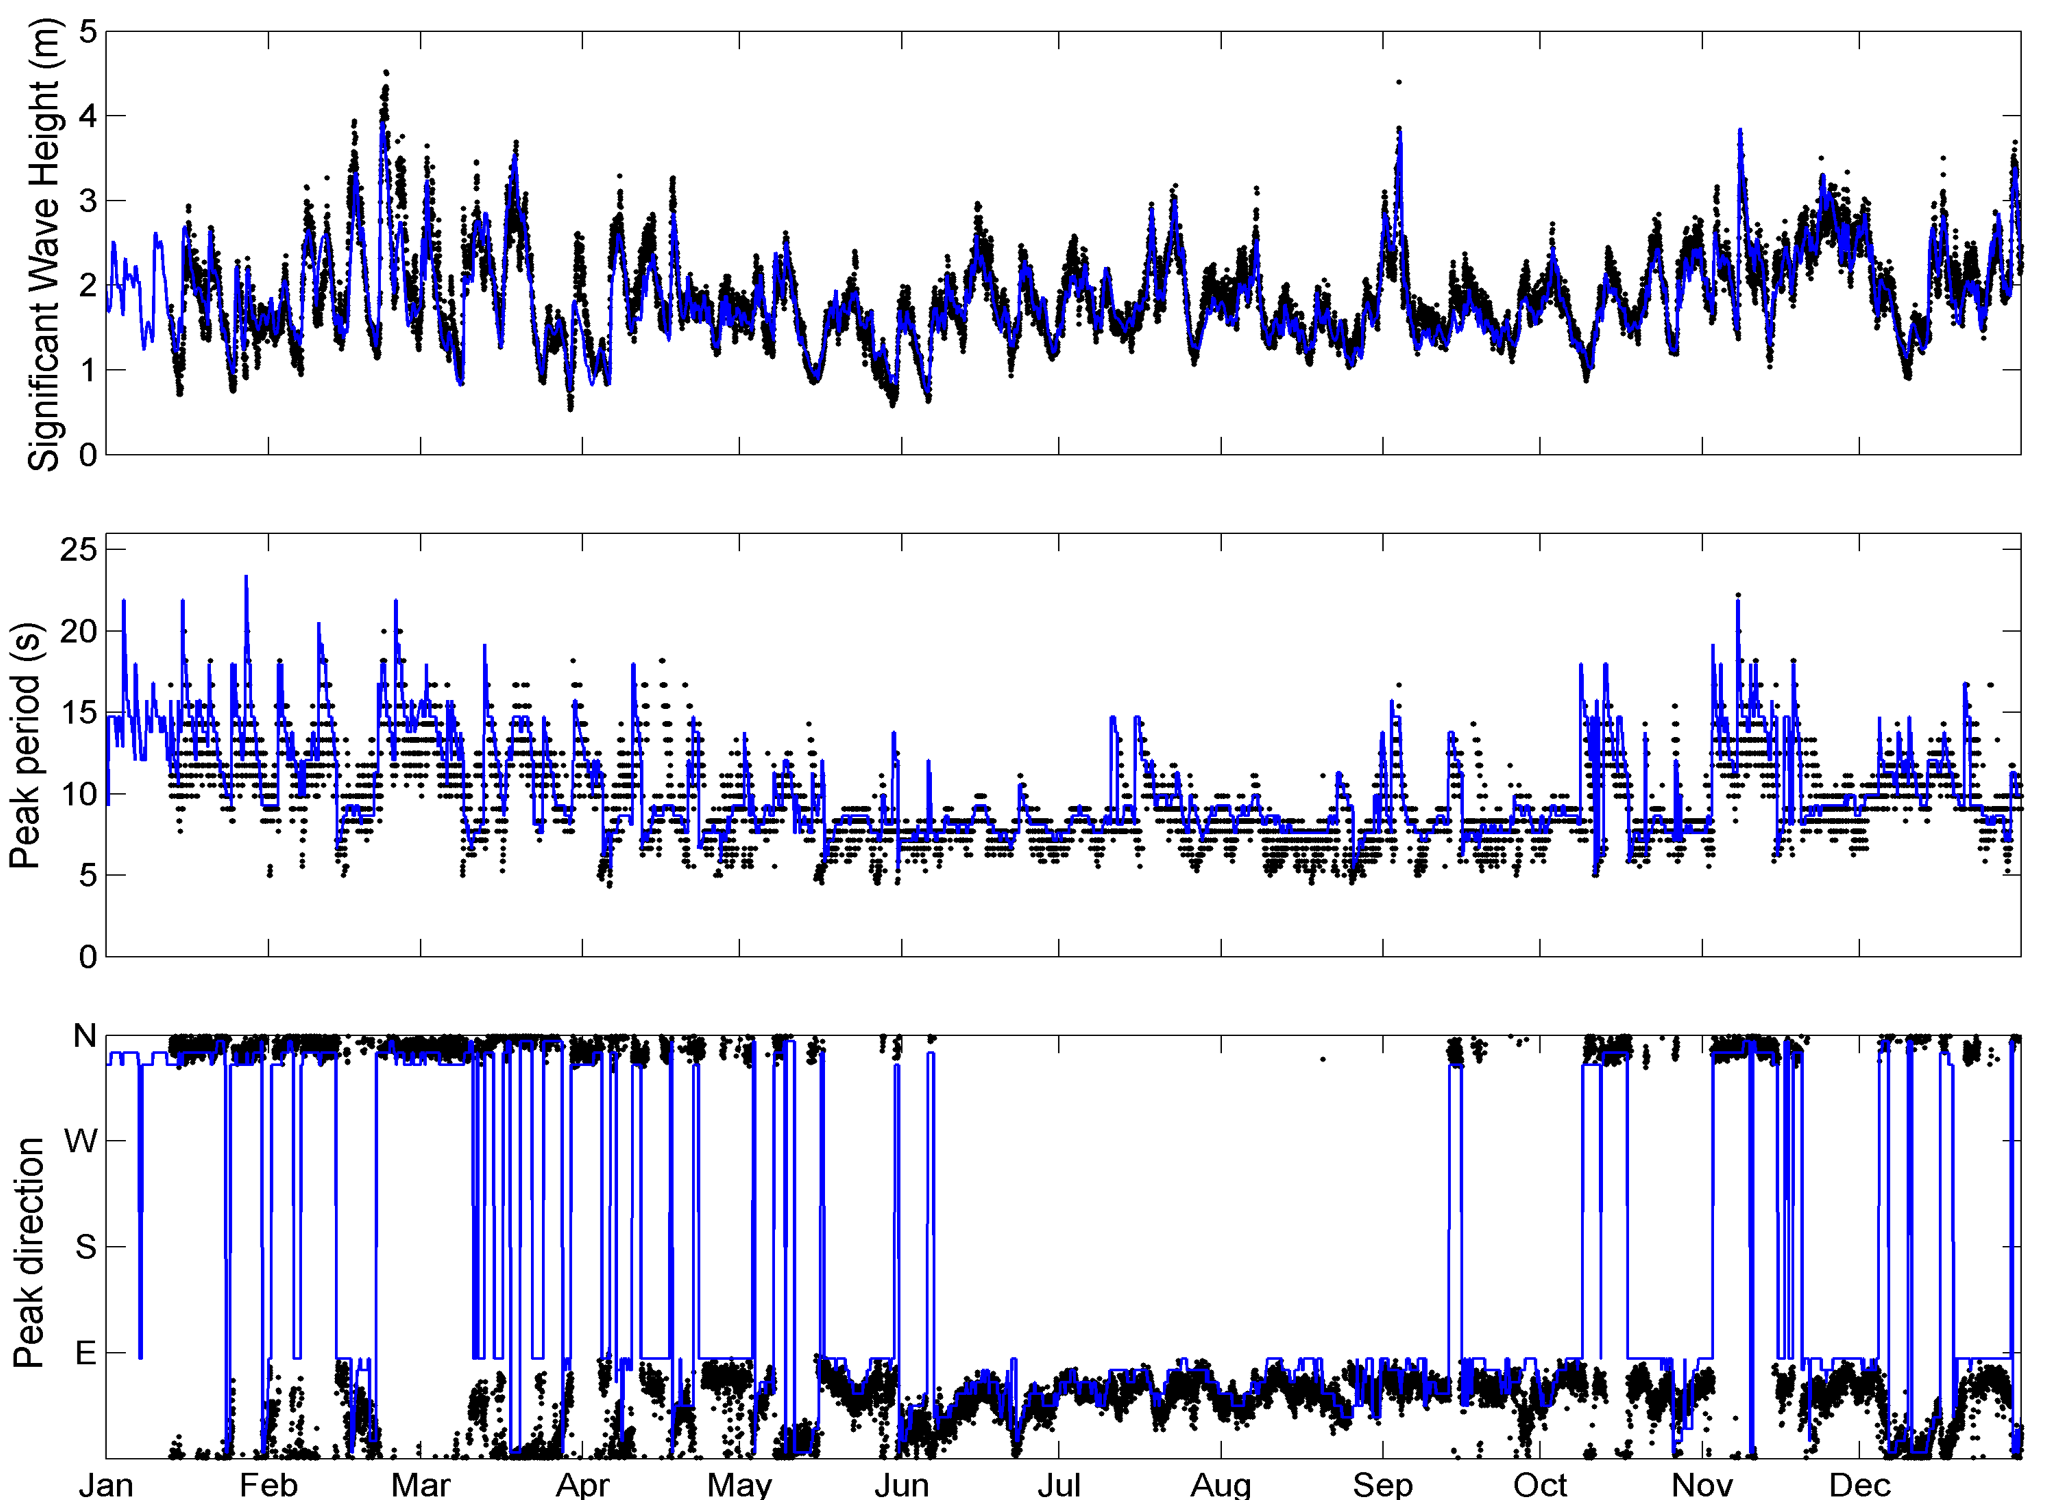 Significant Wave Height (m)
5
4
3
2
1
0
Peak period (s)
25
20
15
10
5
0
Peak direction
N
W
S
E
Jan Feb Mar Apr May Jun Jul Aug Sep Oct Nov Dec